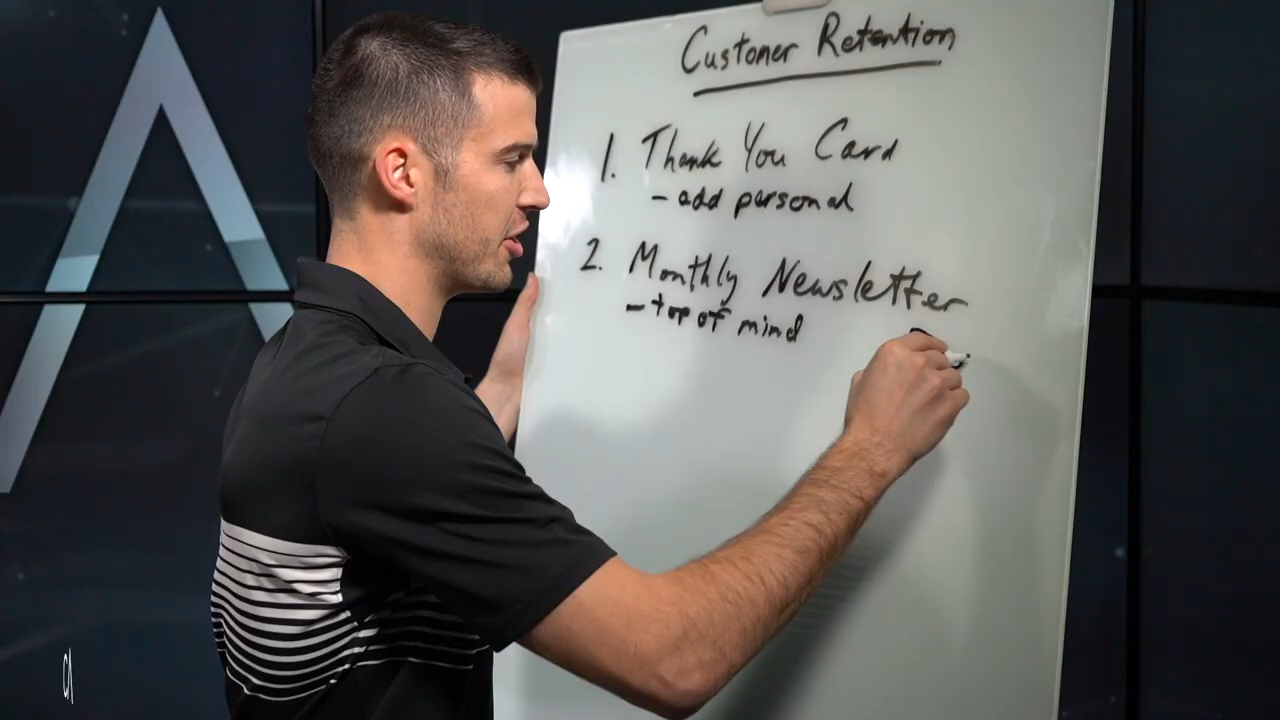 Customer Retention
1. Thank You Card
- add personal
2. Monthly Newsletter
- top of mind